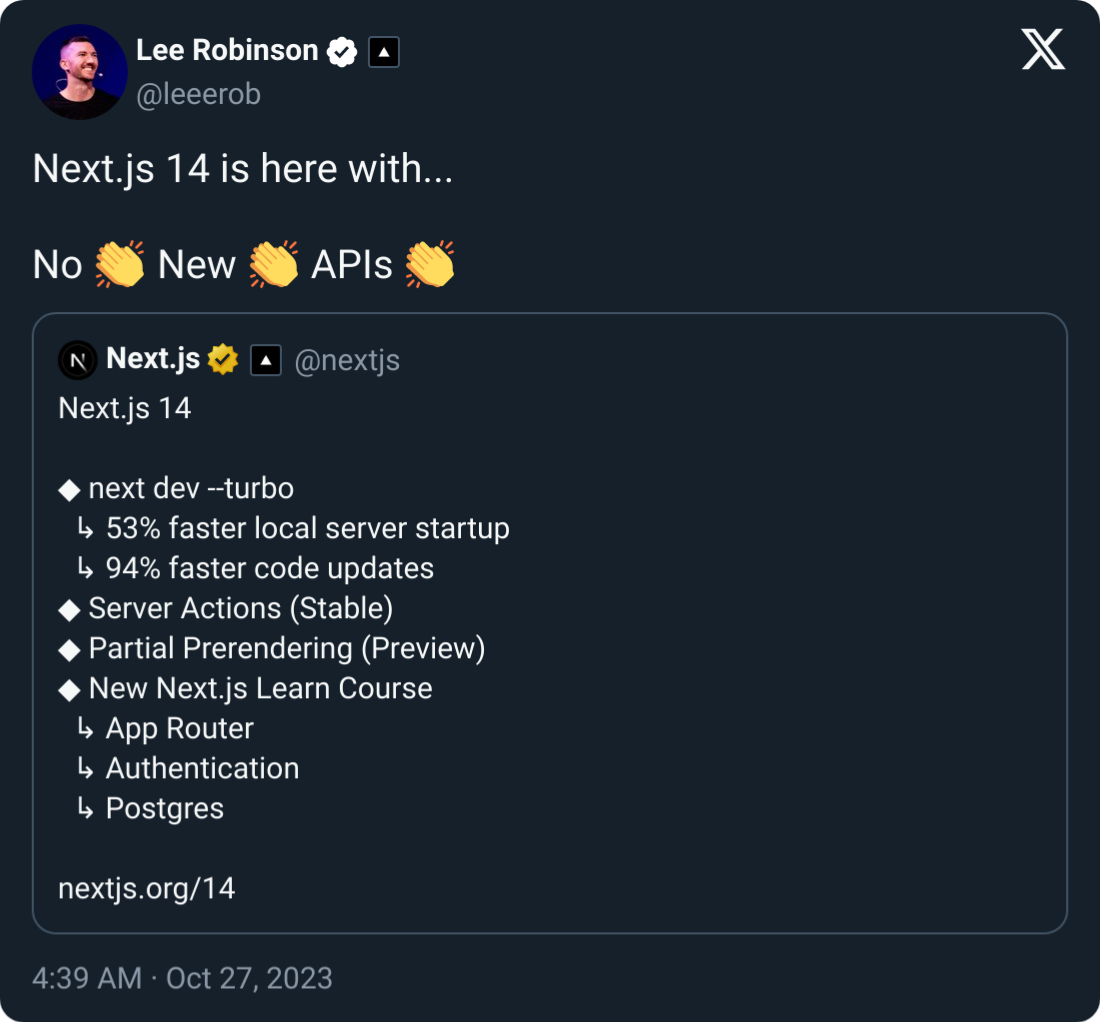 Lee Robinson
@leeerob
Next.js 14 is here with...
No 👏 New 👏 APIs 👏
Next.js @nextjs
Next.js 14
◆ next dev --turbo
↳ 53% faster local server startup
↳ 94% faster code updates
◆ Server Actions (Stable)
◆ Partial Prerendering (Preview)
◆ New Next.js Learn Course
↳ App Router
↳ Authentication
↳ Postgres
nextjs.org/14
4:39 AM · Oct 27, 2023